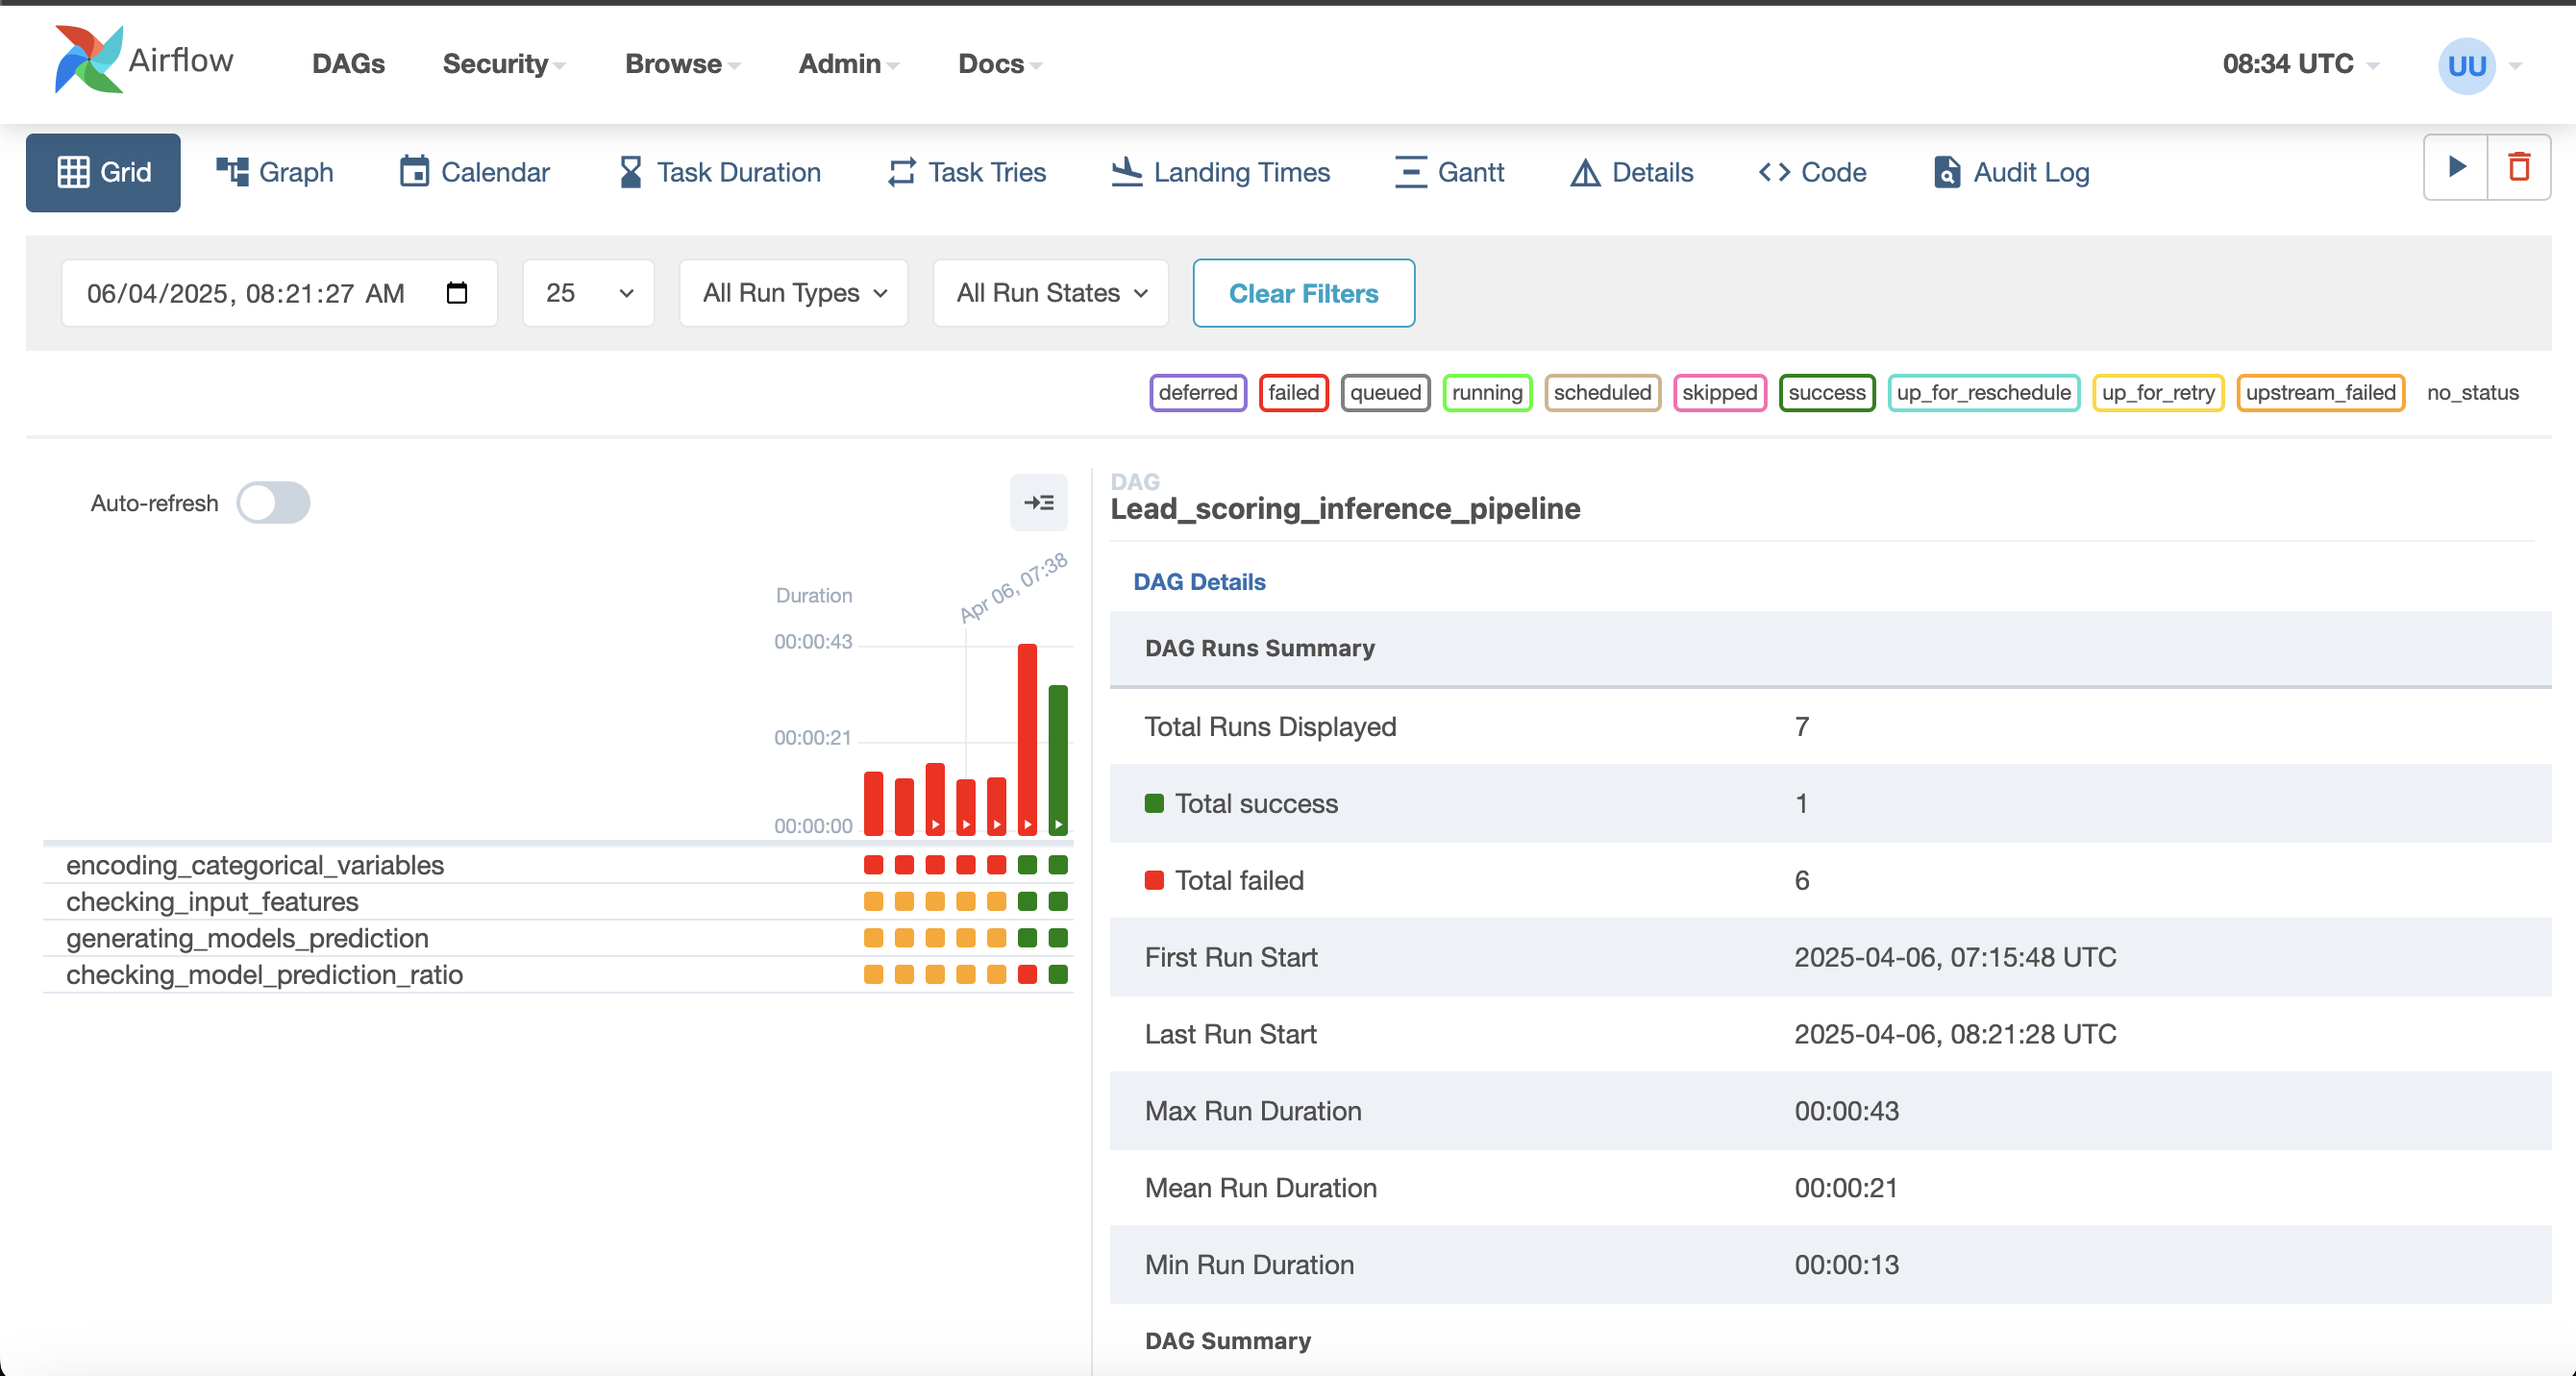 Airflow DAGs Security Browse Admin Docs 08:34 UTC UU
Grid Graph Calendar Task Duration Task Tries Landing Times Gantt Details Code Audit Log
06/04/2025, 08:21:27 AM 25 All Run Types All Run States Clear Filters
deferred failed queued running scheduled skipped success up_for_reschedule up_for_retry upstream_failed no_status
Auto-refresh
Duration
Apr 06, 07:38
00:00:43
00:00:21
00:00:00
encoding_categorical_variables
checking_input_features
generating_models_prediction
checking_model_prediction_ratio
DAG
Lead_scoring_inference_pipeline
DAG Details
DAG Runs Summary
Total Runs Displayed 7
Total success 1
Total failed 6
First Run Start 2025-04-06, 07:15:48 UTC
Last Run Start 2025-04-06, 08:21:28 UTC
Max Run Duration 00:00:43
Mean Run Duration 00:00:21
Min Run Duration 00:00:13
DAG Summary